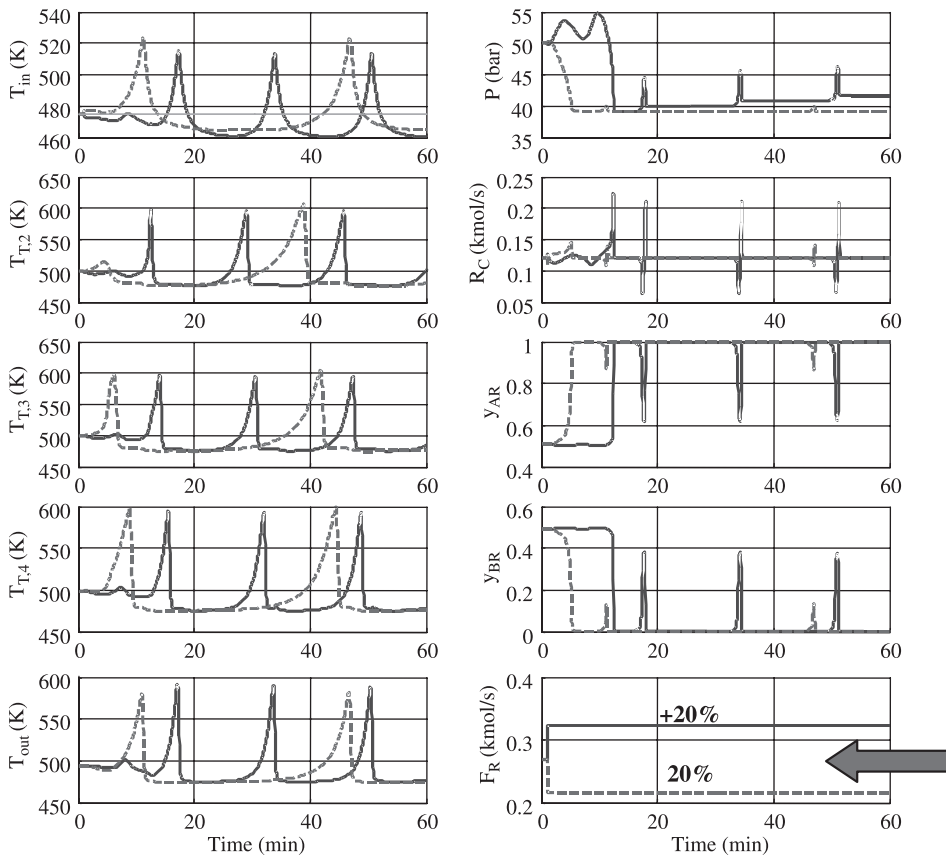 T_in (K)
540
520
500
480
460
0 20 40 60
T_T,2 (K)
650
600
550
500
450
0 20 40 60
T_T,3 (K)
650
600
550
500
450
0 20 40 60
T_T,4 (K)
600
550
500
450
0 20 40 60
T_out (K)
600
550
500
450
0 20 40 60
Time (min)
P (bar)
55
50
45
40
35
0 20 40 60
R_C (kmol/s)
0.25
0.2
0.15
0.1
0.05
0 20 40 60
y_AR
1
0.8
0.6
0.4
0 20 40 60
y_BR
0.6
0.4
0.2
0
0 20 40 60
F_R (kmol/s)
0.4
0.3
0.2
+20%
20%
0 20 40 60
Time (min)